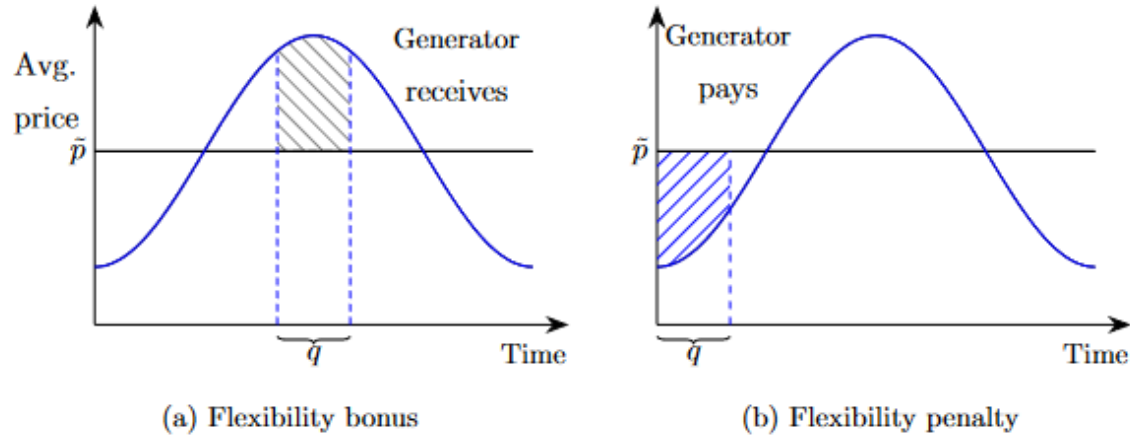 Avg.
price
p̃
Generator
receives
q
Time
(a) Flexibility bonus
Generator
pays
p̃
q
Time
(b) Flexibility penalty